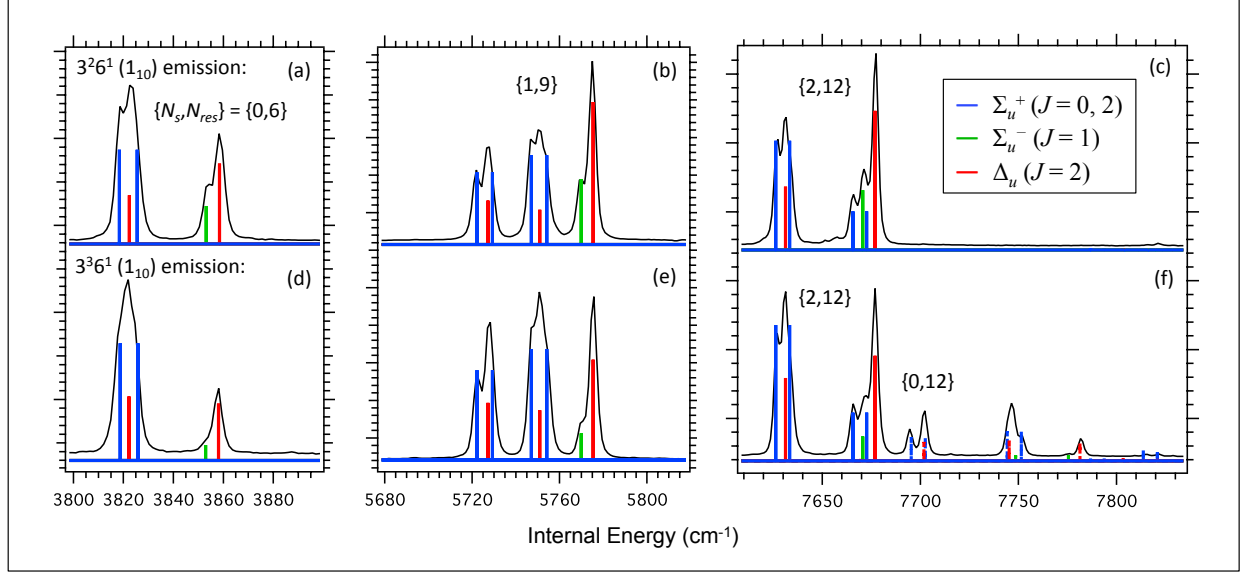 3²6¹ (1₁₀) emission:
(a)
{Nₛ,Nᵣₑₛ} = {0,6}
(b)
{1,9}
(c)
{2,12}
Σᵤ⁺ (J = 0, 2)
Σᵤ⁻ (J = 1)
Δᵤ (J = 2)
3³6¹ (1₁₀) emission:
(d)
(e)
(f)
{2,12}
{0,12}
3800 3820 3840 3860 3880
5680 5720 5760 5800
7650 7700 7750 7800
Internal Energy (cm⁻¹)